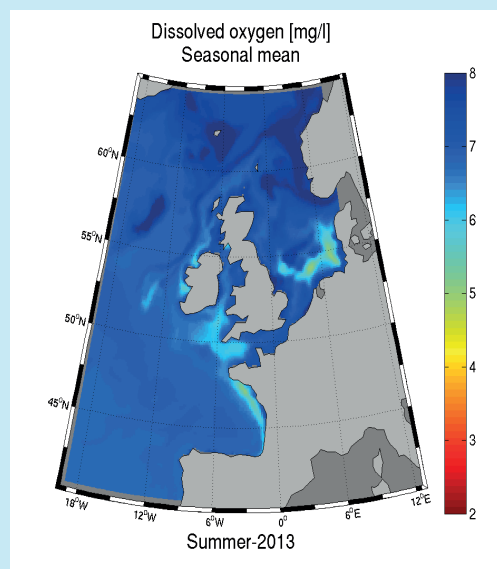 Dissolved oxygen [mg/l]
Seasonal mean
8
7
6
5
4
3
2
60°N
55°N
50°N
45°N
18°W
12°W
6°W
0°
6°E
12°E
Summer-2013